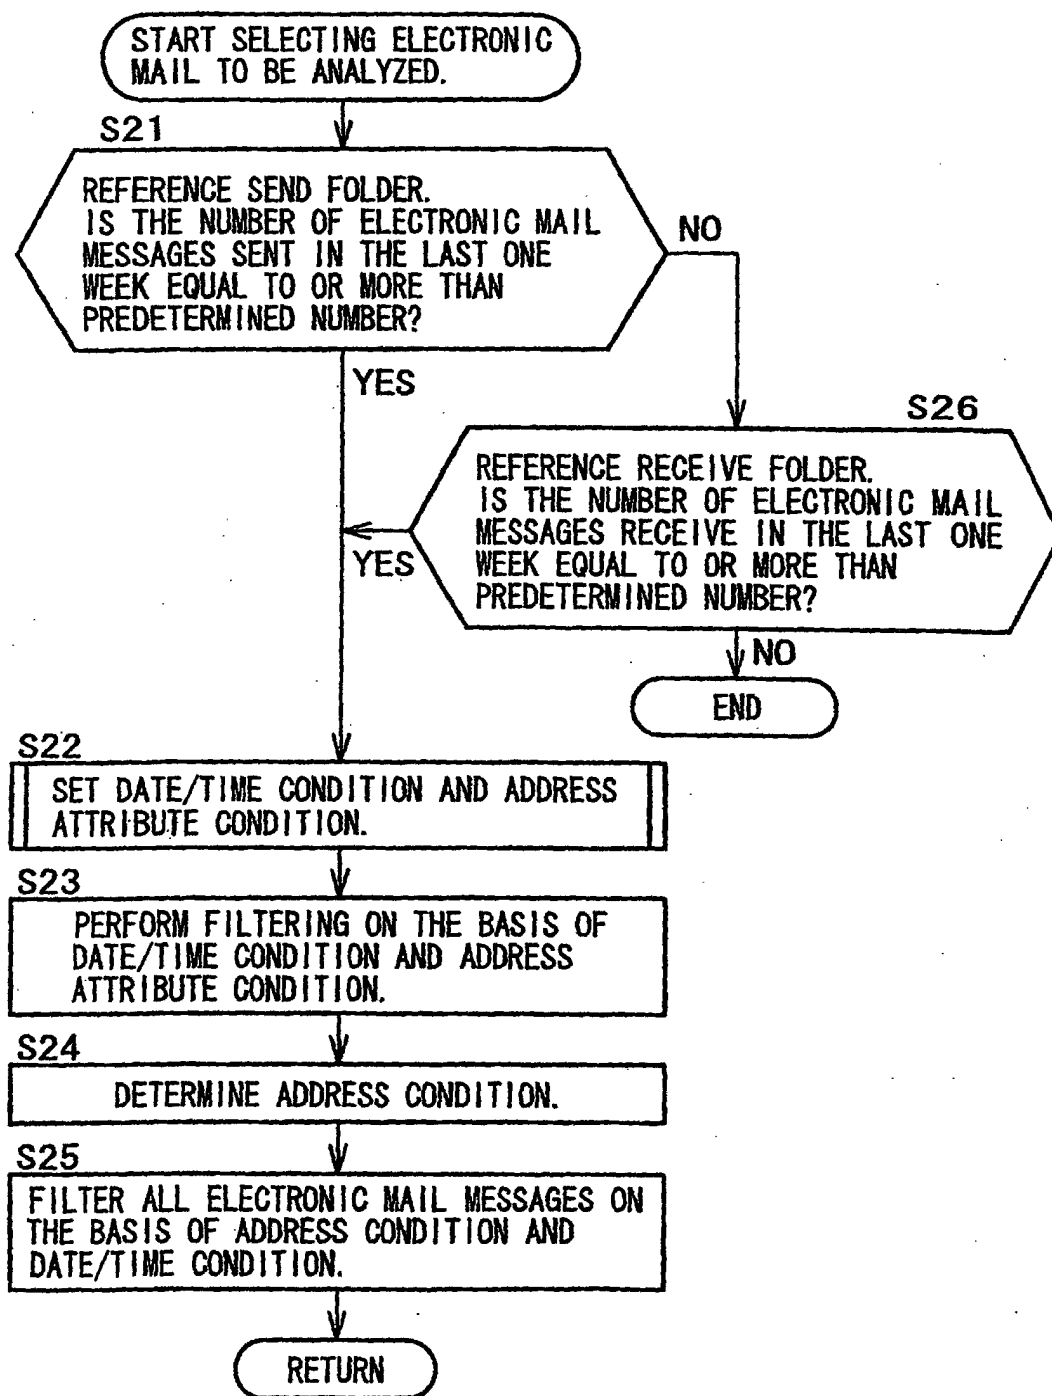 START SELECTING ELECTRONIC
MAIL TO BE ANALYZED.
S21
REFERENCE SEND FOLDER.
IS THE NUMBER OF ELECTRONIC MAIL
MESSAGES SENT IN THE LAST ONE
WEEK EQUAL TO OR MORE THAN
PREDETERMINED NUMBER?
NO
YES
S26
REFERENCE RECEIVE FOLDER.
IS THE NUMBER OF ELECTRONIC MAIL
MESSAGES RECEIVE IN THE LAST ONE
WEEK EQUAL TO OR MORE THAN
PREDETERMINED NUMBER?
YES
NO
END
S22
SET DATE/TIME CONDITION AND ADDRESS
ATTRIBUTE CONDITION.
S23
PERFORM FILTERING ON THE BASIS OF
DATE/TIME CONDITION AND ADDRESS
ATTRIBUTE CONDITION.
S24
DETERMINE ADDRESS CONDITION.
S25
FILTER ALL ELECTRONIC MAIL MESSAGES ON
THE BASIS OF ADDRESS CONDITION AND
DATE/TIME CONDITION.
RETURN